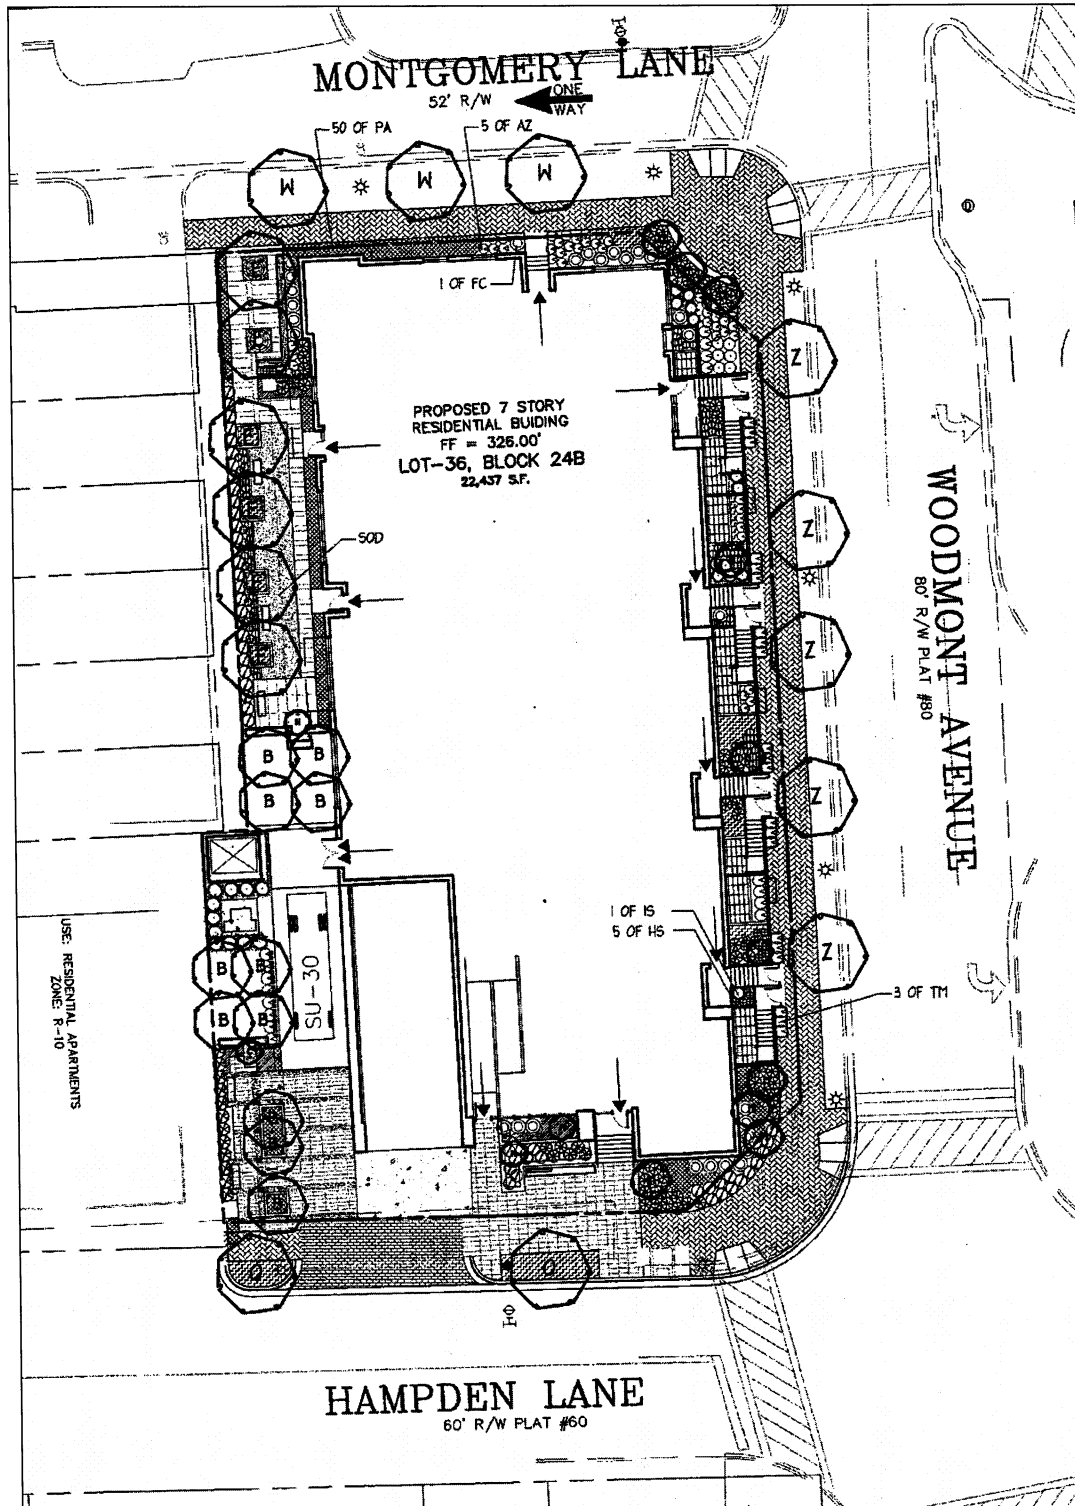 MONTGOMERY LANE
52' R/W
ONE
WAY
50 OF PA
5 OF AZ
M
M
M
1 OF FC
PROPOSED 7 STORY
RESIDENTIAL BUIDING
FF = 326.00'
LOT-36, BLOCK 24B
22,437 S.F.
SOD
Z
Z
Z
Z
Z
WOODMONT AVENUE
80' R/W PLAT #80
B
B
B
B
1 OF IS
5 OF HS
3 OF TM
B
B
B
B
SU-30
USE: RESIDENTIAL APARTMENTS
ZONE: R-10
O
O
HAMPDEN LANE
60' R/W PLAT #60